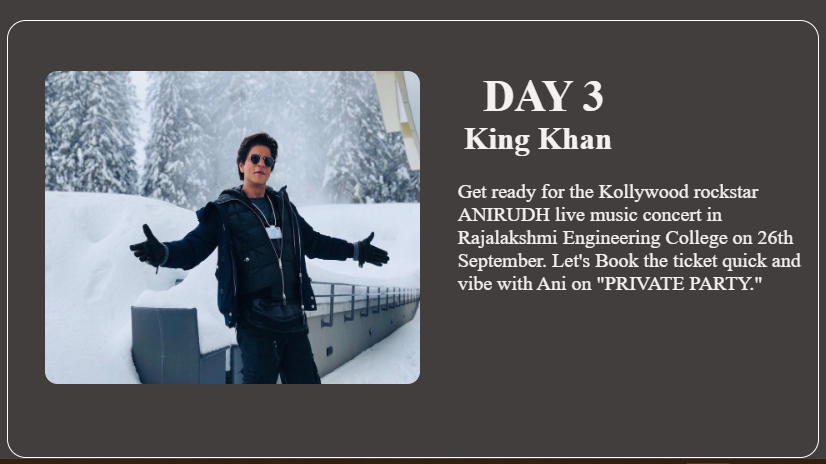 DAY 3
King Khan
Get ready for the Kollywood rockstar
ANIRUDH live music concert in
Rajalakshmi Engineering College on 26th
September. Let's Book the ticket quick and
vibe with Ani on "PRIVATE PARTY."